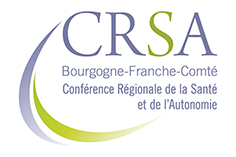 CRSA
Bourgogne-Franche-Comté
Conférence Régionale de la Santé
et de l'Autonomie